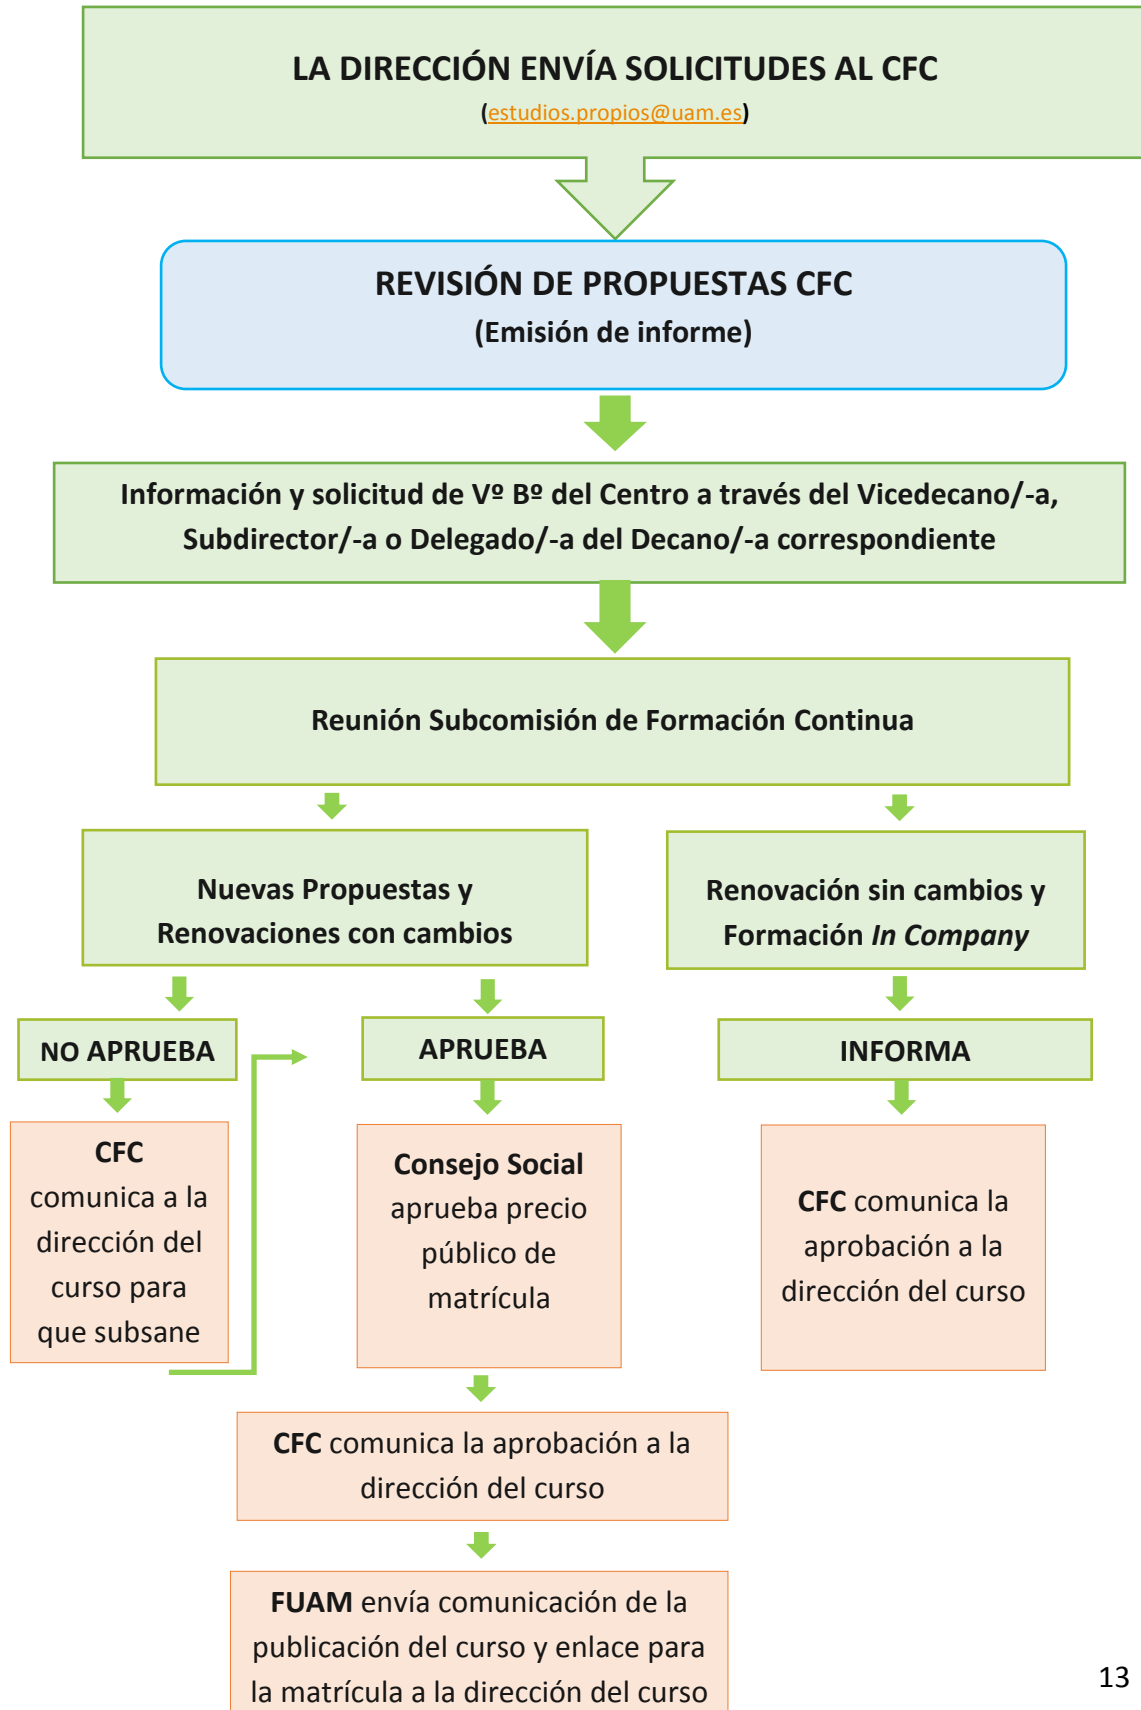 LA DIRECCIÓN ENVÍA SOLICITUDES AL CFC
(estudios.propios@uam.es)
REVISIÓN DE PROPUESTAS CFC
(Emisión de informe)
Información y solicitud de Vº Bº del Centro a través del Vicedecano/-a,
Subdirector/-a o Delegado/-a del Decano/-a correspondiente
Reunión Subcomisión de Formación Continua
Nuevas Propuestas y
Renovaciones con cambios
Renovación sin cambios y
Formación In Company
NO APRUEBA
APRUEBA
INFORMA
CFC
comunica a la
dirección del
curso para
que subsane
Consejo Social
aprueba precio
público de
matrícula
CFC comunica la
aprobación a la
dirección del curso
CFC comunica la aprobación a la
dirección del curso
FUAM envía comunicación de la
publicación del curso y enlace para
la matrícula a la dirección del curso
13